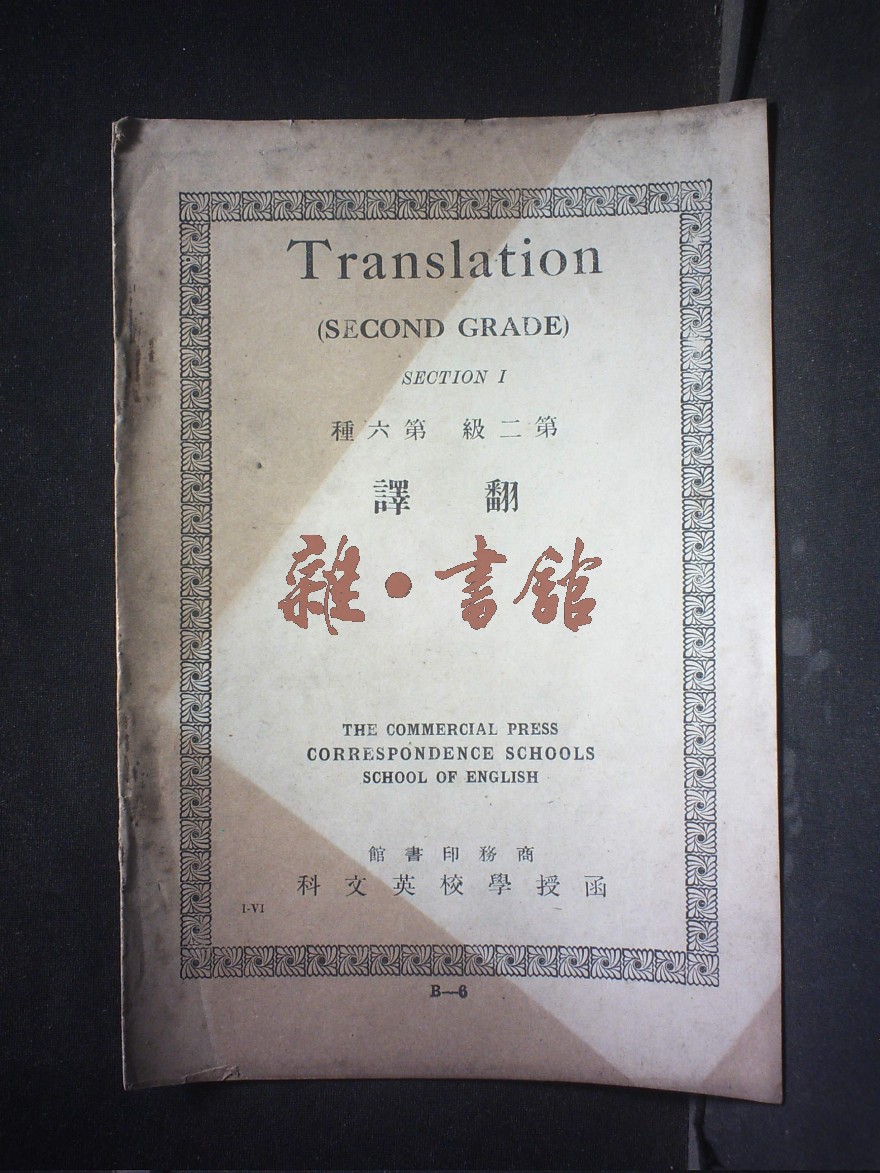 Translation
(SECOND GRADE)
SECTION I
第二級 第六種
翻譯
雜·書館
THE COMMERCIAL PRESS
CORRESPONDENCE SCHOOLS
SCHOOL OF ENGLISH
商務印書館
函授學校英文科
I-VI
B—6